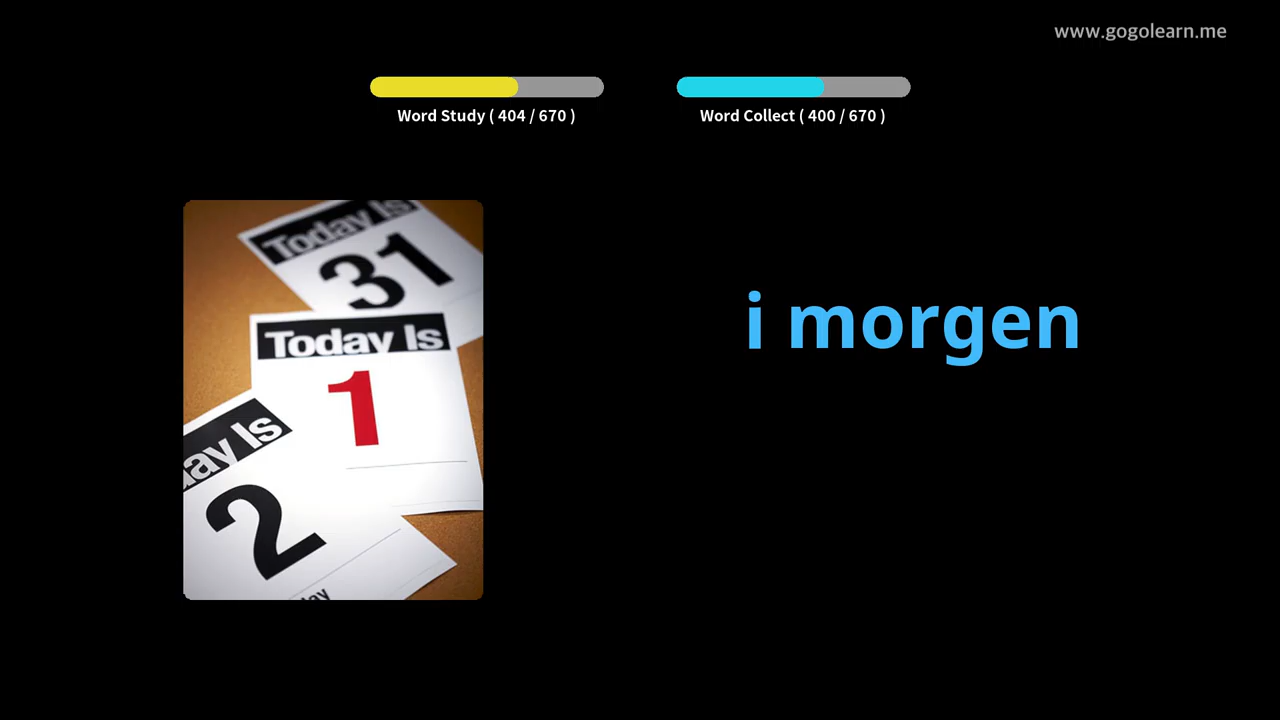 www.gogolearn.me
Word Study ( 404 / 670 )
Word Collect ( 400 / 670 )
Today Is
31
Today Is
1
i morgen
ay Is
2